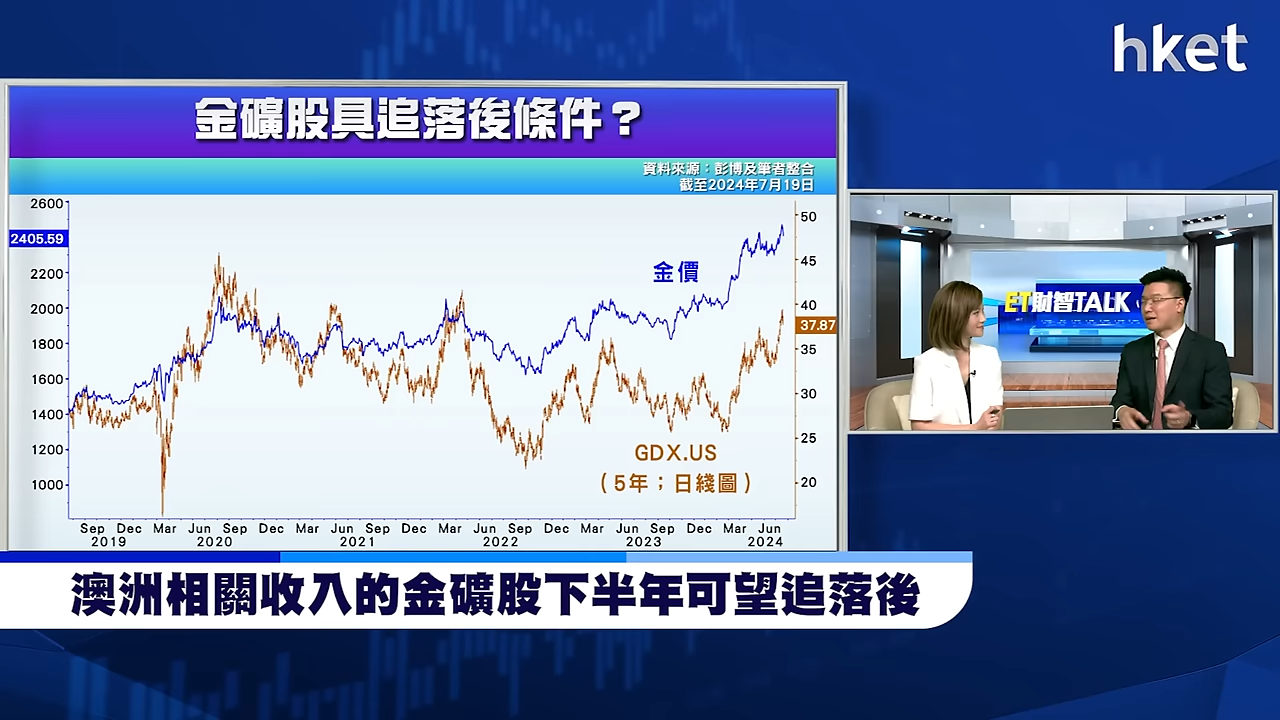 hket
金礦股具追落後條件？
資料來源：彭博及筆者整合
截至2024年7月19日
2600
2405.59
2200
2000
1800
1600
1400
1200
1000
50
45
40
37.87
35
30
25
20
金價
GDX.US
（5年；日綫圖）
Sep Dec Mar Jun Sep Dec Mar Jun Sep Dec Mar Jun Sep Dec Mar Jun Sep Dec Mar Jun
2019 2020 2021 2022 2023 2024
ET財智TALK
澳洲相關收入的金礦股下半年可望追落後